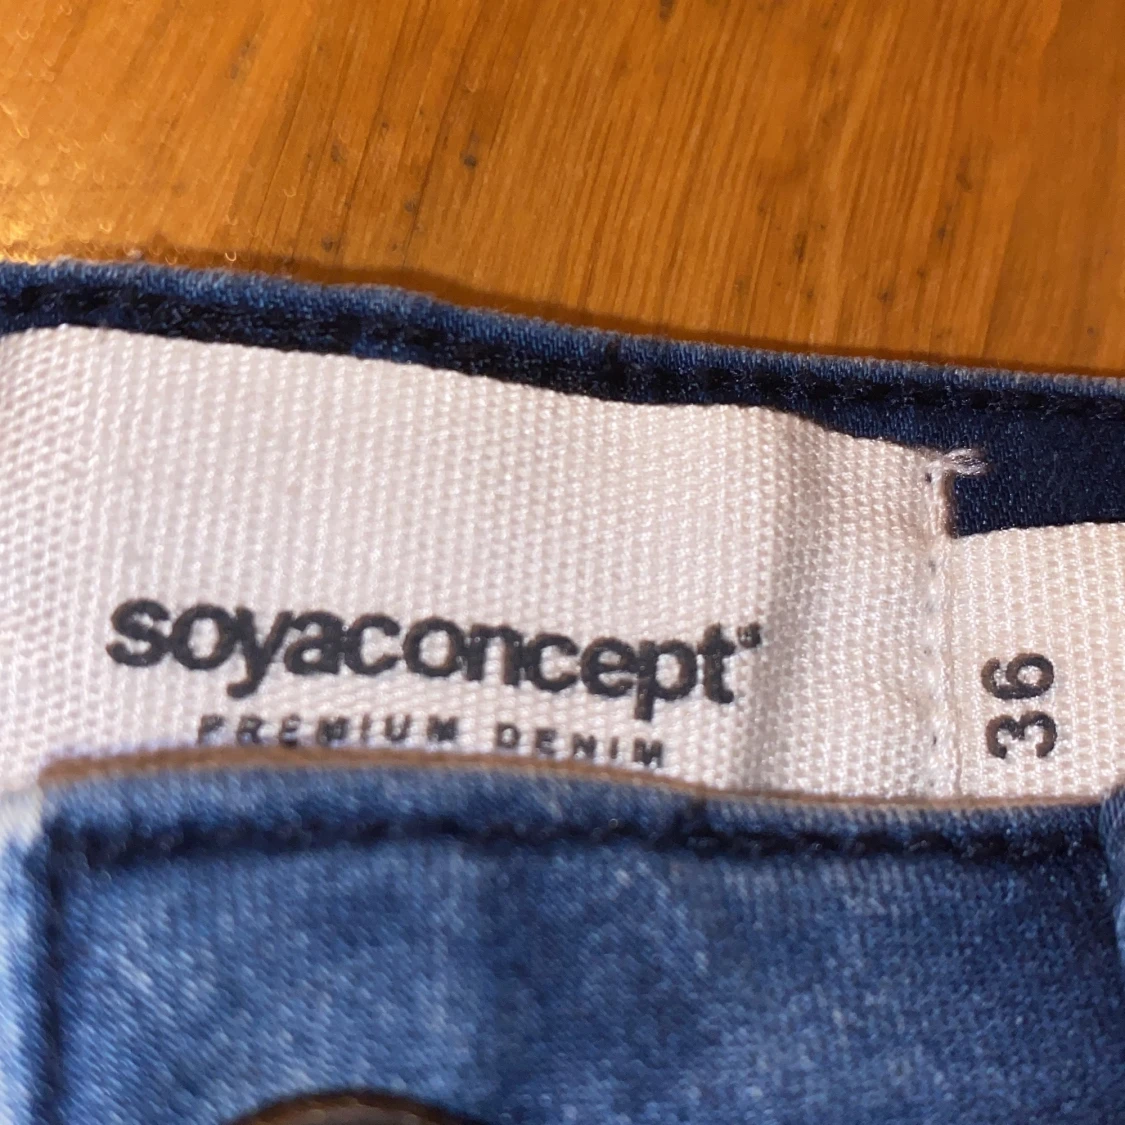 soyaconcept®
PREMIUM DENIM
36